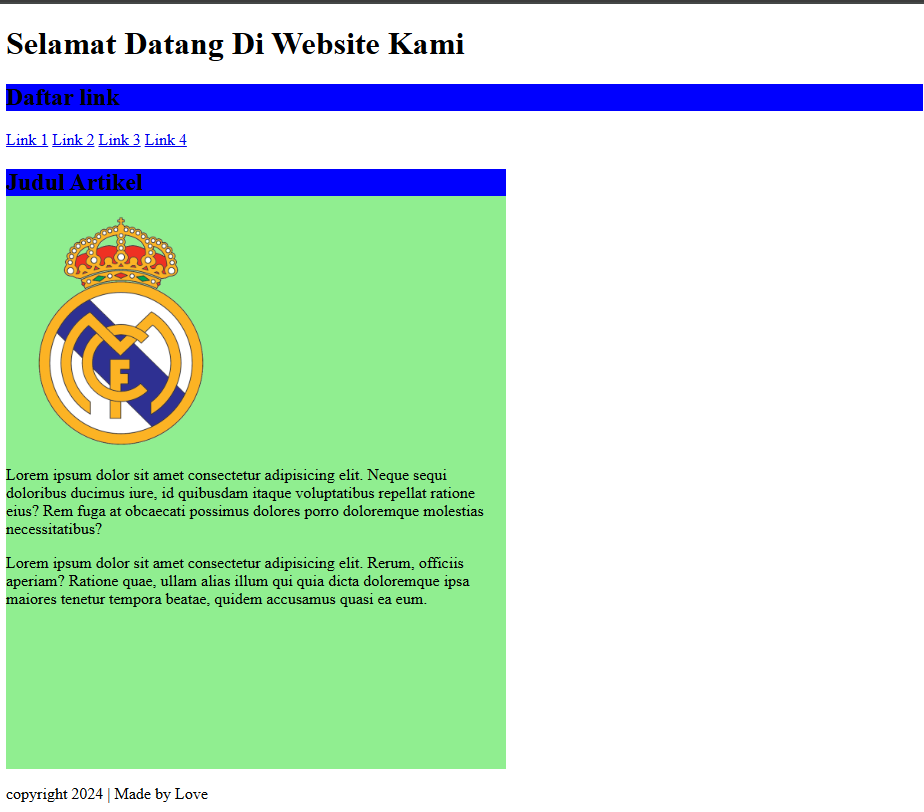 Selamat Datang Di Website Kami
Daftar link
Link 1 Link 2 Link 3 Link 4
Judul Artikel
Lorem ipsum dolor sit amet consectetur adipisicing elit. Neque sequi
doloribus ducimus iure, id quibusdam itaque voluptatibus repellat ratione
eius? Rem fuga at obcaecati possimus dolores porro doloremque molestias
necessitatibus?
Lorem ipsum dolor sit amet consectetur adipisicing elit. Rerum, officiis
aperiam? Ratione quae, ullam alias illum qui quia dicta doloremque ipsa
maiores tenetur tempora beatae, quidem accusamus quasi ea eum.
copyright 2024 | Made by Love